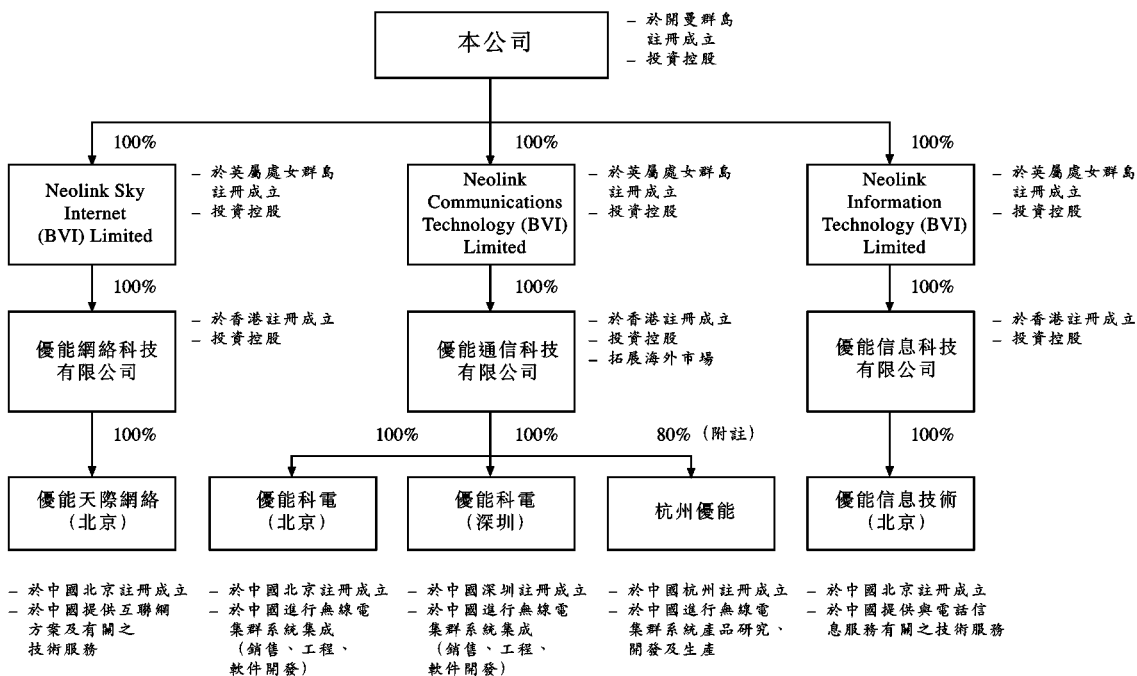 本公司
– 於開曼群島
註冊成立
– 投資控股
100%
100%
100%
Neolink Sky
Internet
(BVI) Limited
– 於英屬處女群島
註冊成立
– 投資控股
Neolink
Communications
Technology (BVI)
Limited
– 於英屬處女群島
註冊成立
– 投資控股
Neolink
Information
Technology (BVI)
Limited
– 於英屬處女群島
註冊成立
– 投資控股
100%
100%
100%
優能網絡科技
有限公司
– 於香港註冊成立
– 投資控股
優能通信科技
有限公司
– 於香港註冊成立
– 投資控股
– 拓展海外市場
優能信息科技
有限公司
– 於香港註冊成立
– 投資控股
100%
100%
100%
80%（附註）
100%
優能天際網絡
（北京）
優能科電
（北京）
優能科電
（深圳）
杭州優能
優能信息技術
（北京）
– 於中國北京註冊成立
– 於中國提供互聯網
方案及有關之
技術服務
– 於中國北京註冊成立
– 於中國進行無線電
集群系統集成
（銷售、工程、
軟件開發）
– 於中國深圳註冊成立
– 於中國進行無線電
集群系統集成
（銷售、工程、
軟件開發）
– 於中國杭州註冊成立
– 於中國進行無線電
集群系統產品研究、
開發及生產
– 於中國北京註冊成立
– 於中國提供與電話信
息服務有關之技術服務